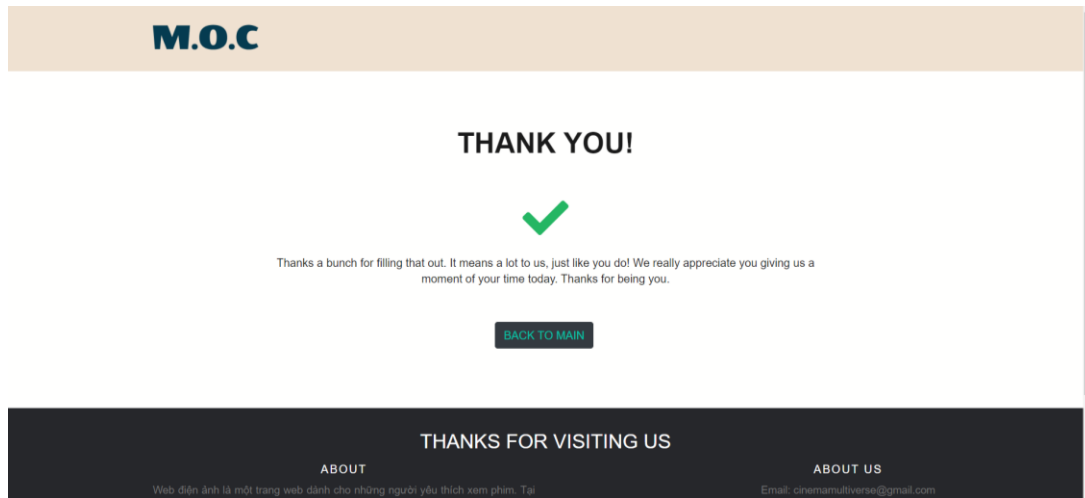 M.O.C
THANK YOU!
Thanks a bunch for filling that out. It means a lot to us, just like you do! We really appreciate you giving us a
moment of your time today. Thanks for being you.
BACK TO MAIN
THANKS FOR VISITING US
ABOUT
Web điện ảnh là một trang web dành cho những người yêu thích xem phim. Tại
ABOUT US
Email: cinemamultiverse@gmail.com